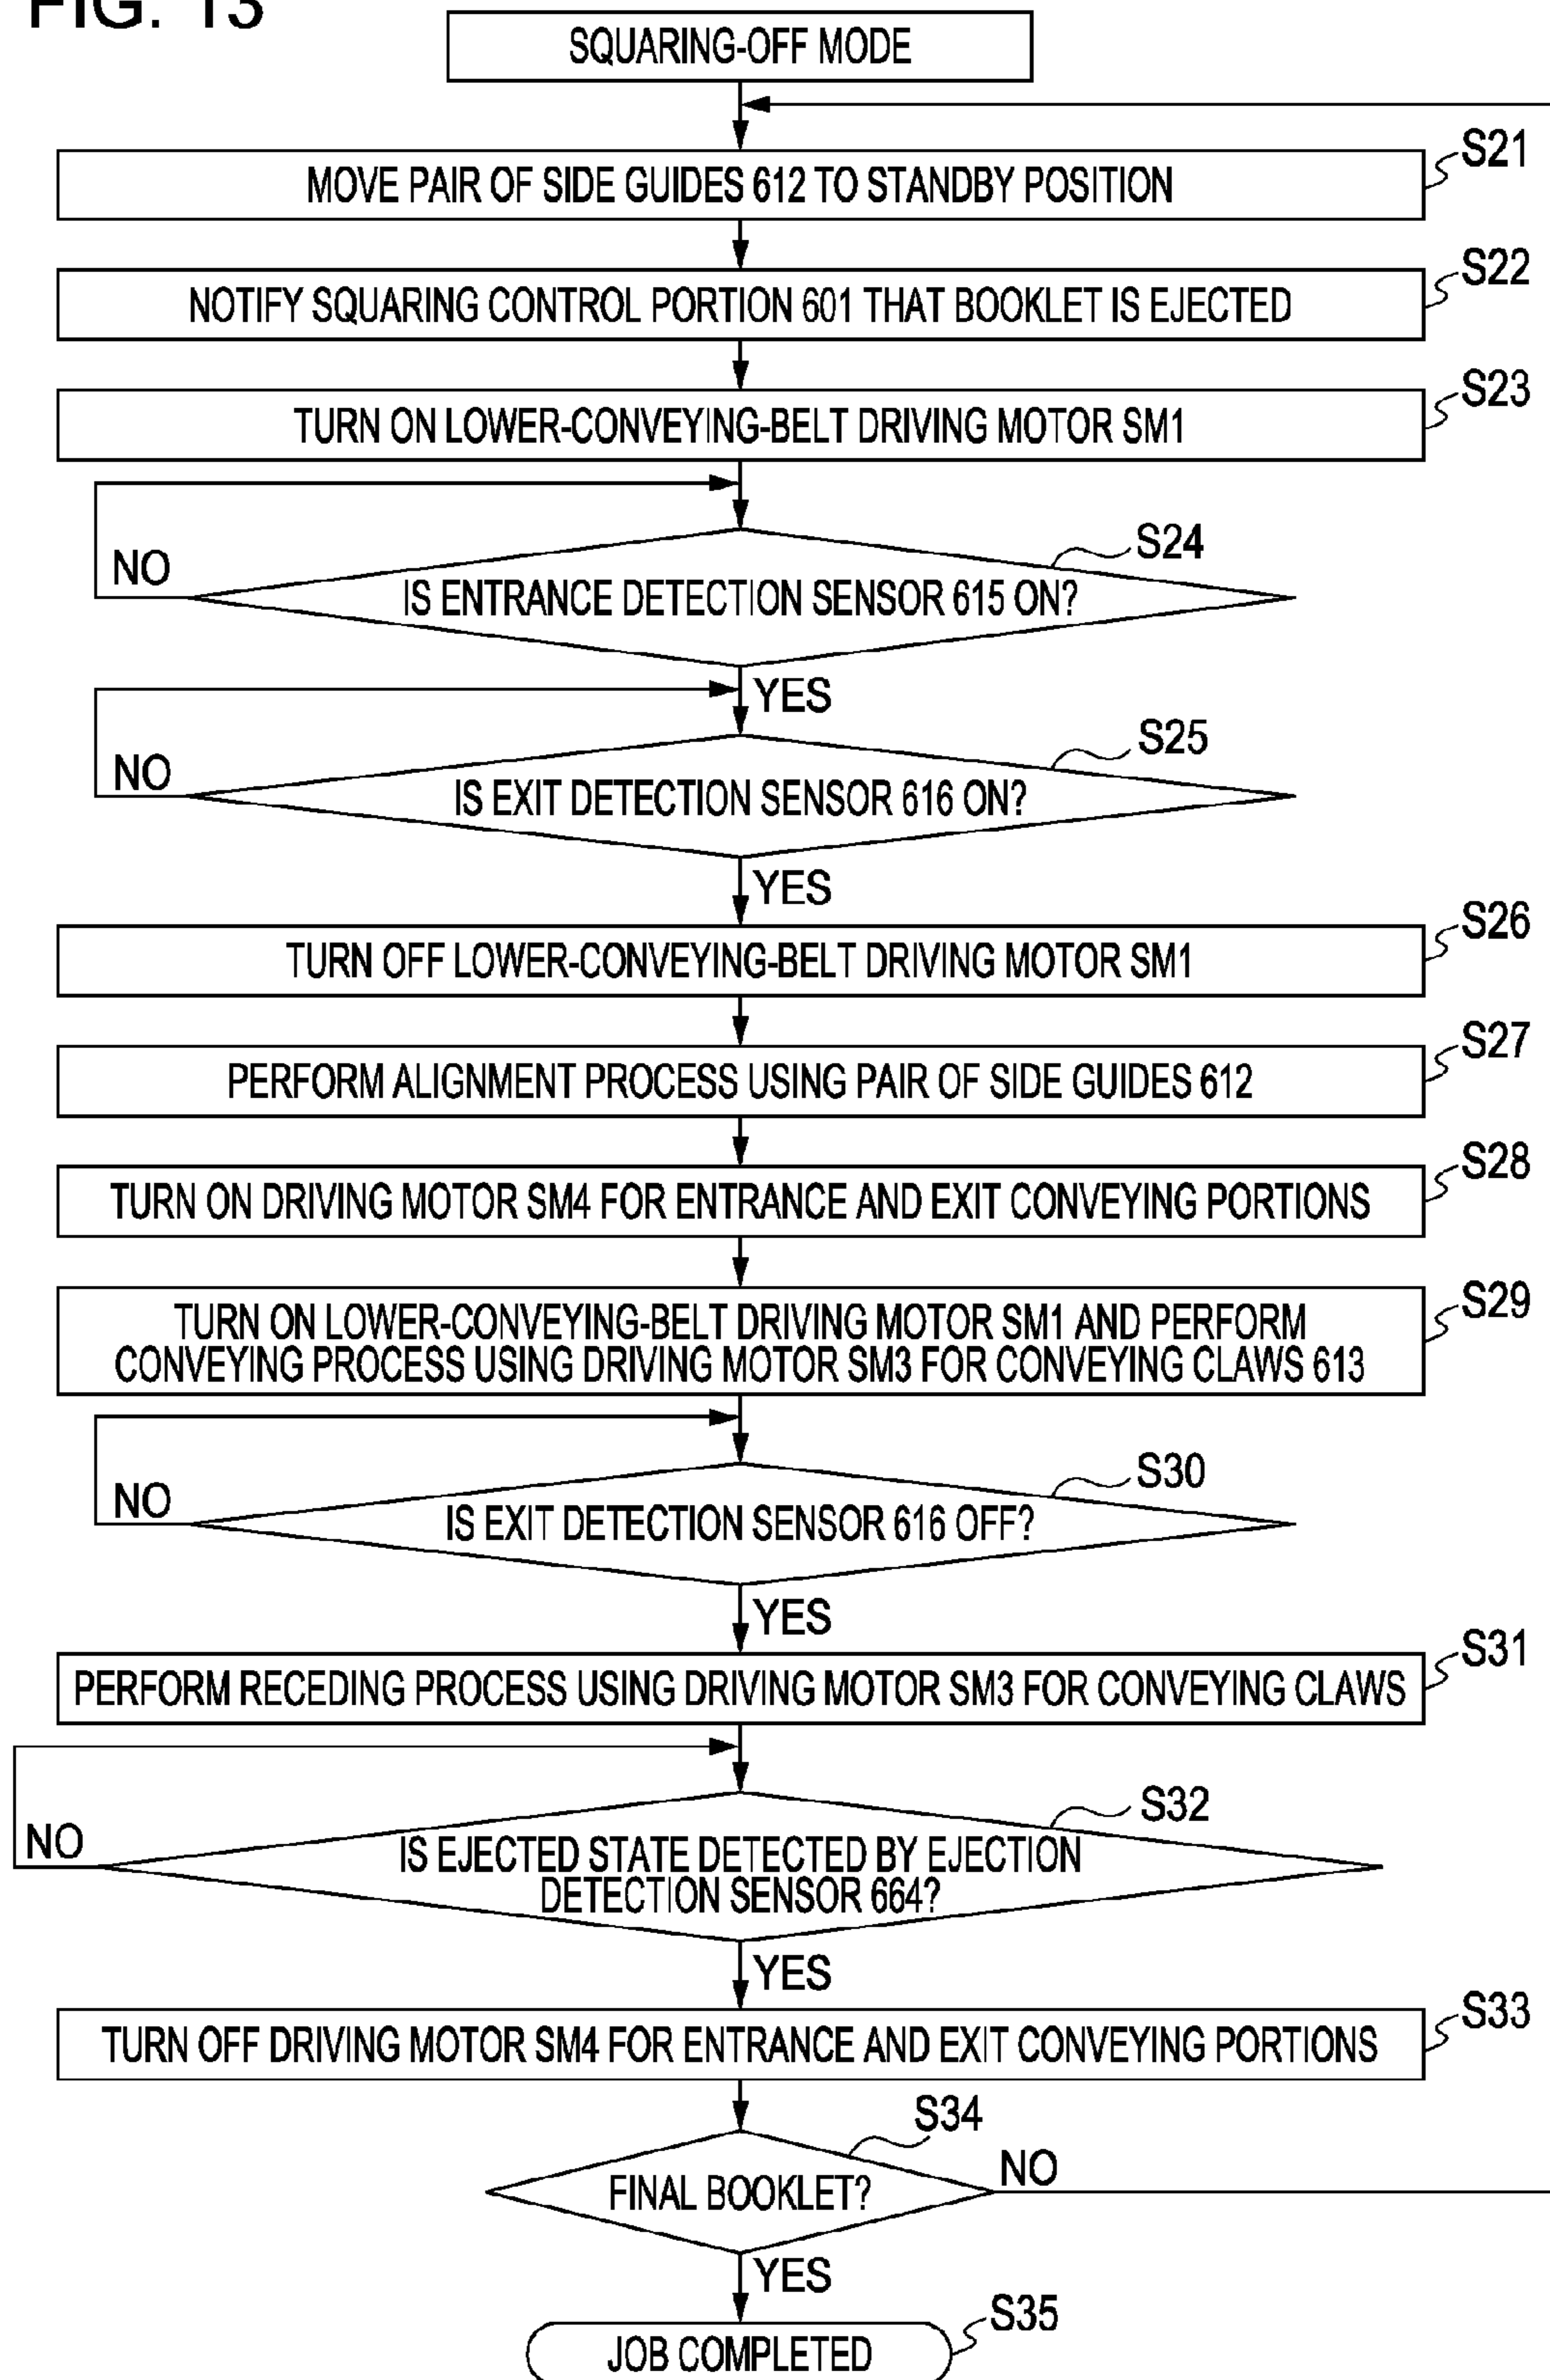 FIG. 13
SQUARING-OFF MODE
S21
MOVE PAIR OF SIDE GUIDES 612 TO STANDBY POSITION
S22
NOTIFY SQUARING CONTROL PORTION 601 THAT BOOKLET IS EJECTED
S23
TURN ON LOWER-CONVEYING-BELT DRIVING MOTOR SM1
S24
NO
IS ENTRANCE DETECTION SENSOR 615 ON?
YES
S25
NO
IS EXIT DETECTION SENSOR 616 ON?
YES
S26
TURN OFF LOWER-CONVEYING-BELT DRIVING MOTOR SM1
S27
PERFORM ALIGNMENT PROCESS USING PAIR OF SIDE GUIDES 612
S28
TURN ON DRIVING MOTOR SM4 FOR ENTRANCE AND EXIT CONVEYING PORTIONS
S29
TURN ON LOWER-CONVEYING-BELT DRIVING MOTOR SM1 AND PERFORM
CONVEYING PROCESS USING DRIVING MOTOR SM3 FOR CONVEYING CLAWS 613
S30
NO
IS EXIT DETECTION SENSOR 616 OFF?
YES
S31
PERFORM RECEDING PROCESS USING DRIVING MOTOR SM3 FOR CONVEYING CLAWS
S32
NO
IS EJECTED STATE DETECTED BY EJECTION
DETECTION SENSOR 664?
YES
S33
TURN OFF DRIVING MOTOR SM4 FOR ENTRANCE AND EXIT CONVEYING PORTIONS
S34
NO
FINAL BOOKLET?
YES
S35
JOB COMPLETED